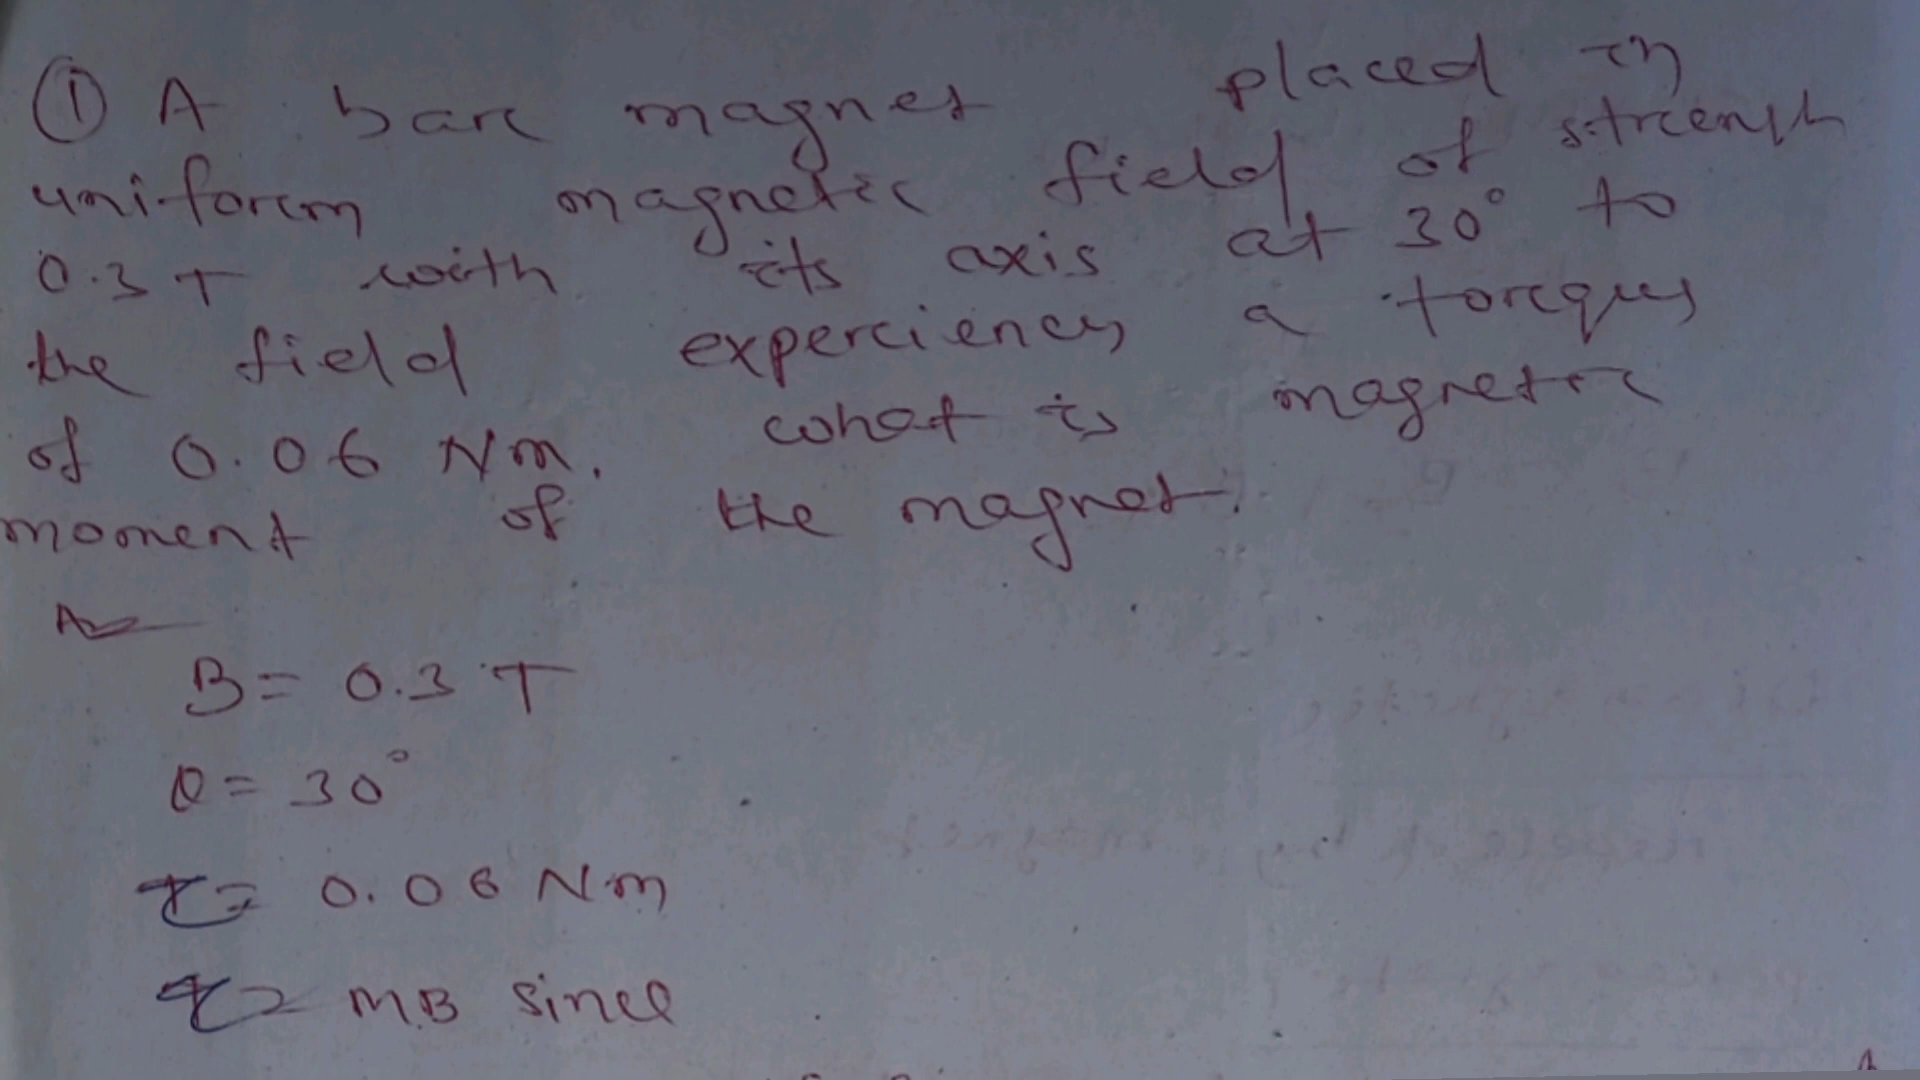 ① A bar magnet placed in
uniform magnetic field of strength
0.3 T with its axis at 30° to
the field experiences a torques
of 0.06 Nm. what is magnetic
moment of the magnet.
Ans
B = 0.3 T
θ = 30°
τ = 0.06 Nm
τ = MB sinθ